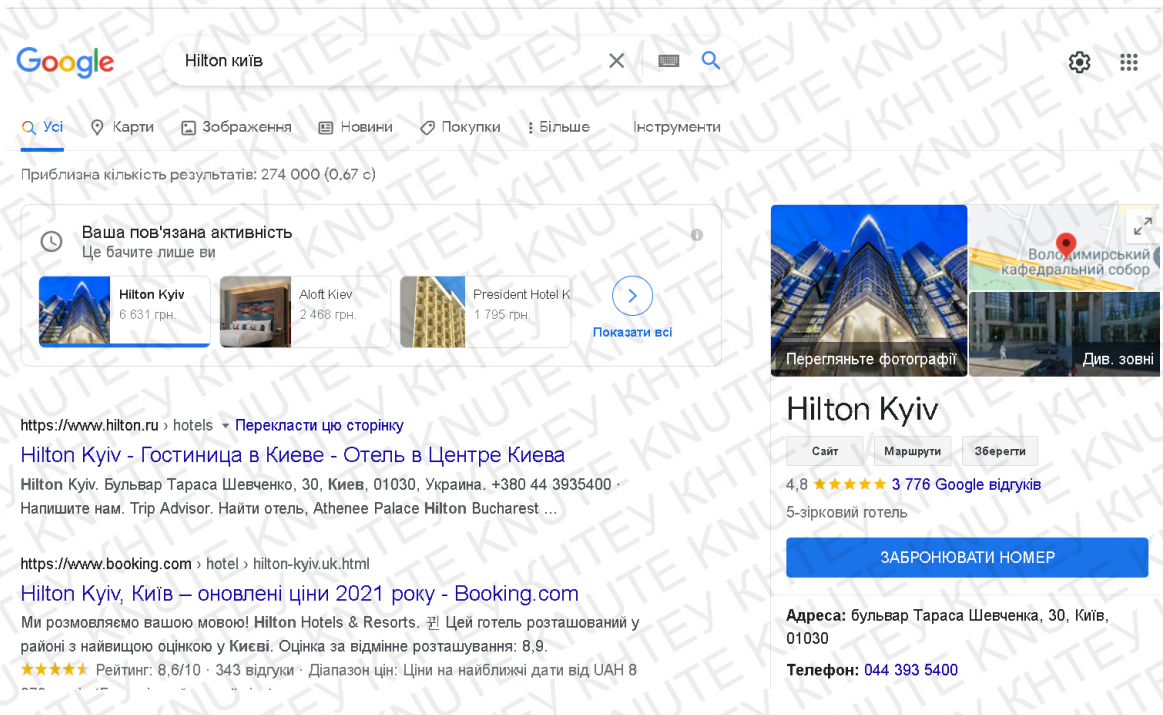 Google
Hilton київ
Усі Карти Зображення Новини Покупки Більше Інструменти
Приблизна кількість результатів: 274 000 (0,67 с)
Ваша пов'язана активність
Це бачите лише ви
Hilton Kyiv
6 631 грн.
Aloft Kiev
2 468 грн.
President Hotel K
1 795 грн.
Показати всі
https://www.hilton.ru › hotels Перекласти цю сторінку
Hilton Kyiv - Гостиница в Киеве - Отель в Центре Киева
Hilton Kyiv. Бульвар Тараса Шевченко, 30, Киев, 01030, Украина. +380 44 3935400 ·
Напишите нам. Trip Advisor. Найти отель, Athenee Palace Hilton Bucharest ...
https://www.booking.com › hotel › hilton-kyiv.uk.html
Hilton Kyiv, Київ – оновлені ціни 2021 року - Booking.com
Ми розмовляємо вашою мовою! Hilton Hotels & Resorts. 퀸 Цей готель розташований у
районі з найвищою оцінкою у Києві. Оцінка за відмінне розташування: 8,9.
Рейтинг: 8,6/10 · 343 відгуки · Діапазон цін: Ціни на найближчі дати від UAH 8
Володимирський
кафедральний собор
Перегляньте фотографії
Див. зовні
Hilton Kyiv
Сайт Маршрути Зберегти
4,8 3 776 Google відгуків
5-зірковий готель
ЗАБРОНЮВАТИ НОМЕР
Адреса: бульвар Тараса Шевченка, 30, Київ,
01030
Телефон: 044 393 5400